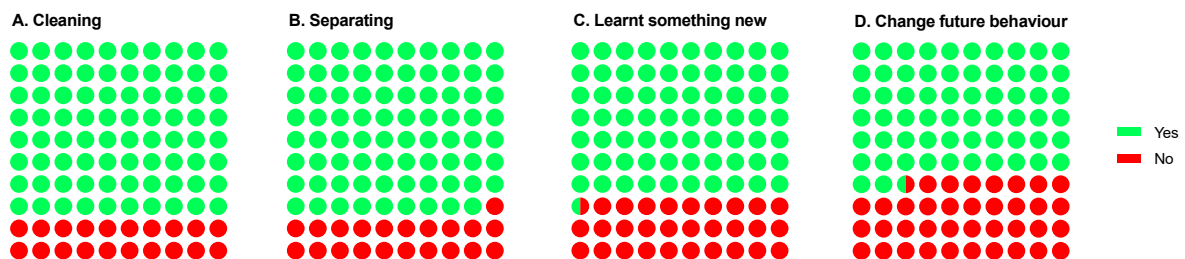 A. Cleaning
B. Separating
C. Learnt something new
D. Change future behaviour
Yes
No